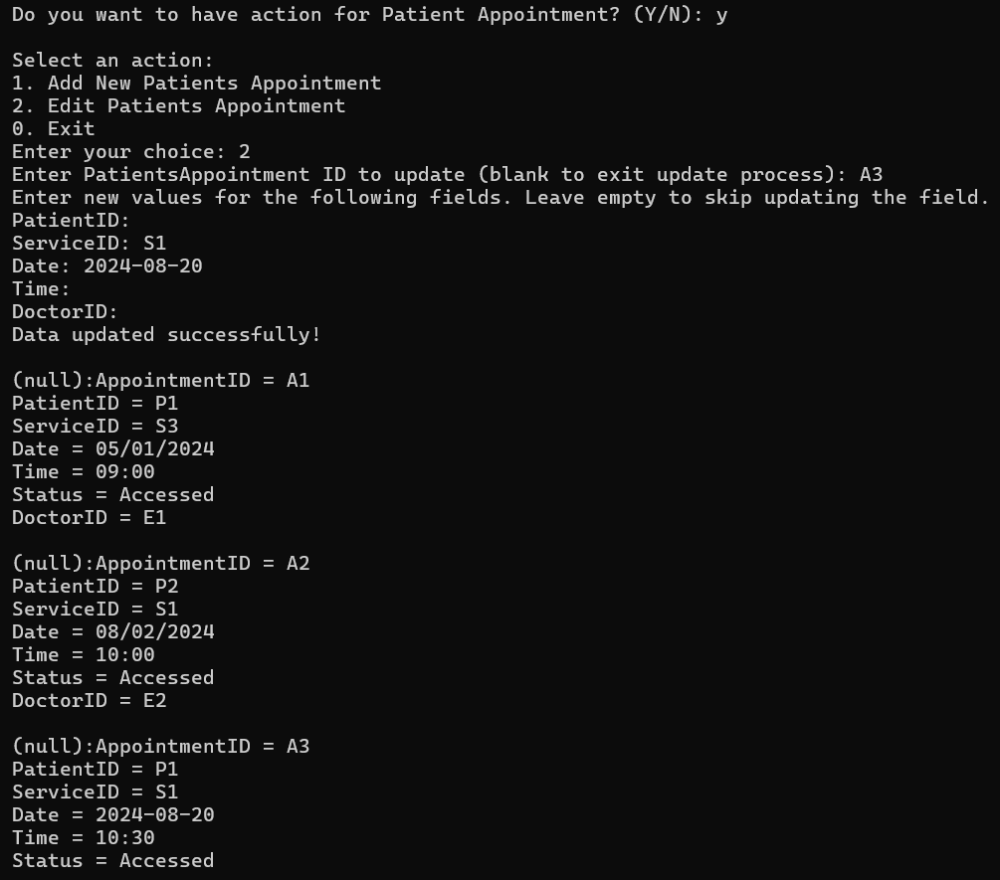 Do you want to have action for Patient Appointment? (Y/N): y
Select an action:
1. Add New Patients Appointment
2. Edit Patients Appointment
0. Exit
Enter your choice: 2
Enter PatientsAppointment ID to update (blank to exit update process): A3
Enter new values for the following fields. Leave empty to skip updating the field.
PatientID:
ServiceID: S1
Date: 2024-08-20
Time:
DoctorID:
Data updated successfully!
(null):AppointmentID = A1
PatientID = P1
ServiceID = S3
Date = 05/01/2024
Time = 09:00
Status = Accessed
DoctorID = E1
(null):AppointmentID = A2
PatientID = P2
ServiceID = S1
Date = 08/02/2024
Time = 10:00
Status = Accessed
DoctorID = E2
(null):AppointmentID = A3
PatientID = P1
ServiceID = S1
Date = 2024-08-20
Time = 10:30
Status = Accessed